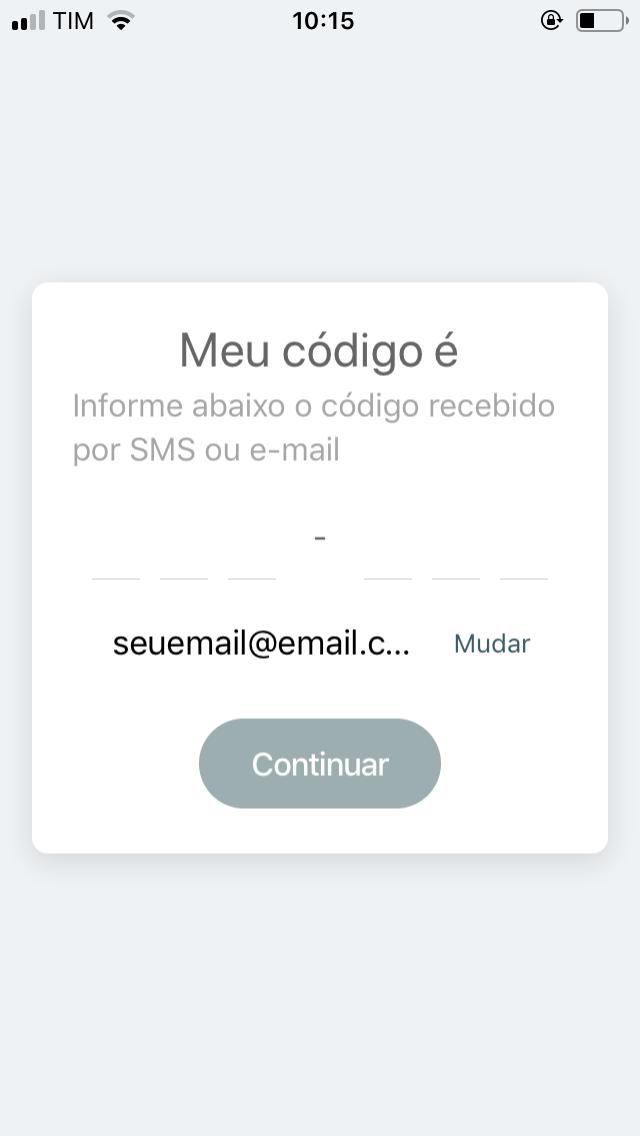 TIM 10:15
Meu código é
Informe abaixo o código recebido
por SMS ou e-mail
-
seuemail@email.c... Mudar
Continuar